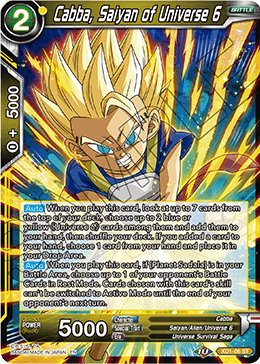 BATTLE
2
Cabba, Saiyan of Universe 6
0 + 5000
Auto When you play this card, look at up to 7 cards from
the top of your deck, choose up to 2 blue or
yellow ≪Universe 6≫ cards among them and add them to
your hand, then shuffle your deck. If you added a card to
your hand, choose 1 card from your hand and place it in
your Drop Area.
Auto When you play this card, if [Planet Sadala] is in your
Battle Area, choose up to 1 of your opponent's Battle
Cards in Rest Mode. Cards chosen with this card's skill
can't be switched to Active Mode until the end of your
opponent's next turn.
POWER
5000
Character
Cabba
Special Trait
Saiyan/Alien/Universe 6
Era
Universe Survival Saga
BANDAI MADE IN JAPAN
XD1-06 ST